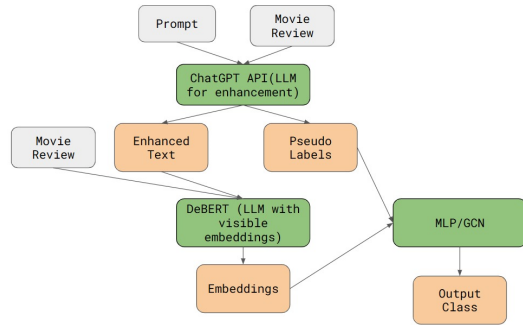 Prompt
Movie
Review
ChatGPT API(LLM
for enhancement)
Movie
Review
Enhanced
Text
Pseudo
Labels
DeBERT (LLM with
visible
embeddings)
MLP/GCN
Embeddings
Output
Class